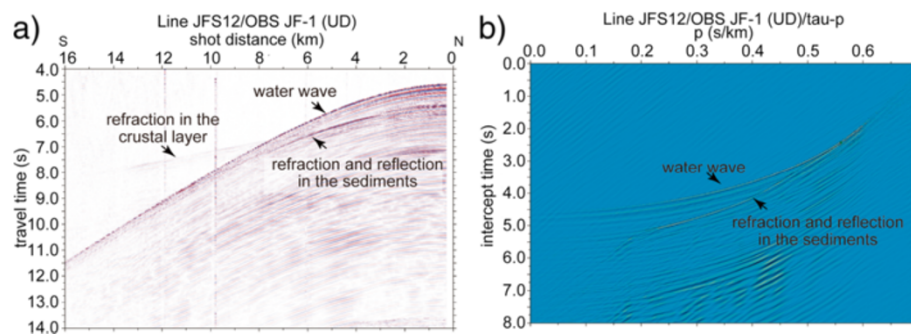 a)
Line JFS12/OBS JF-1 (UD)
shot distance (km)
S
N
16 14 12 10 8 6 4 2 0
travel time (s)
4.0
5.0
6.0
7.0
8.0
9.0
10.0
11.0
12.0
13.0
14.0
water wave
refraction in the
crustal layer
refraction and reflection
in the sediments
b)
Line JFS12/OBS JF-1 (UD)/tau-p
p (s/km)
0.0 0.1 0.2 0.3 0.4 0.5 0.6
intercept time (s)
0.0
1.0
2.0
3.0
4.0
5.0
6.0
7.0
8.0
water wave
refraction and reflection
in the sediments